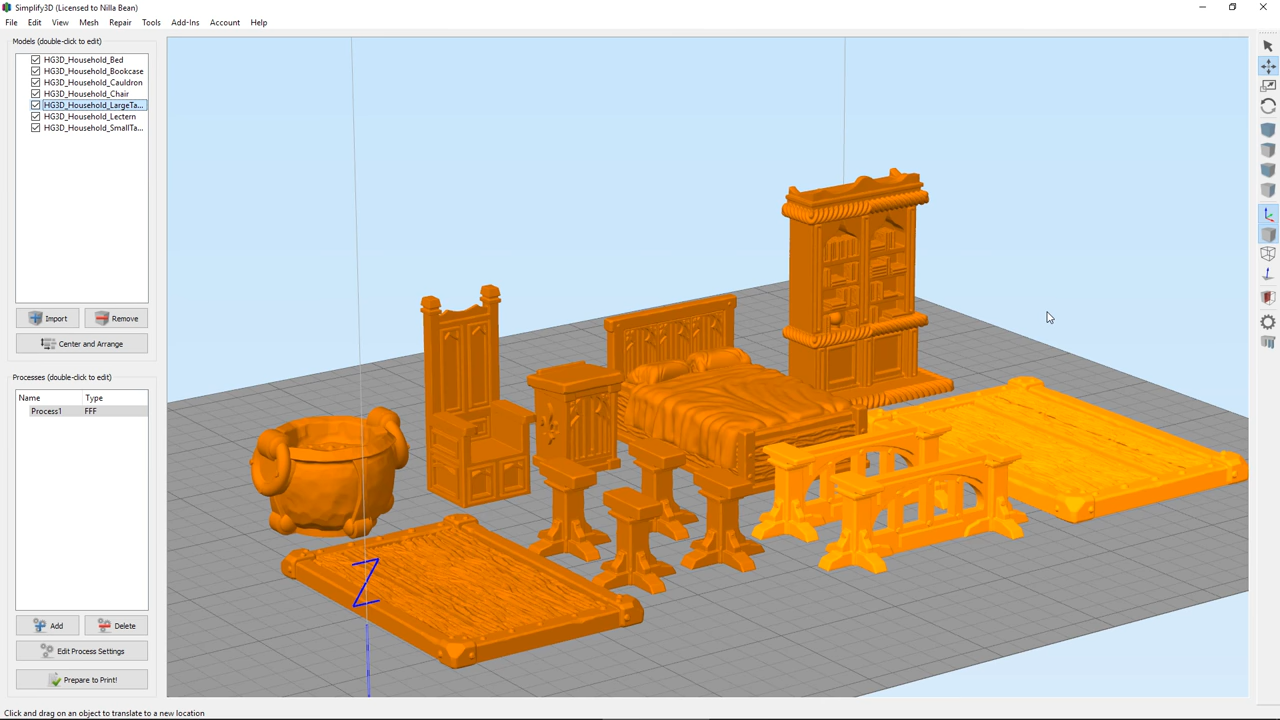 Simplify3D (Licensed to Nilla Bean)
File Edit View Mesh Repair Tools Add-Ins Account Help
Models (double-click to edit)
HG3D_Household_Bed
HG3D_Household_Bookcase
HG3D_Household_Cauldron
HG3D_Household_Chair
HG3D_Household_LargeTa...
HG3D_Household_Lectern
HG3D_Household_SmallTa...
Import Remove
Center and Arrange
Processes (double-click to edit)
Name Type
Process1 FFF
Add Delete
Edit Process Settings
Prepare to Print!
Z
Click and drag on an object to translate to a new location